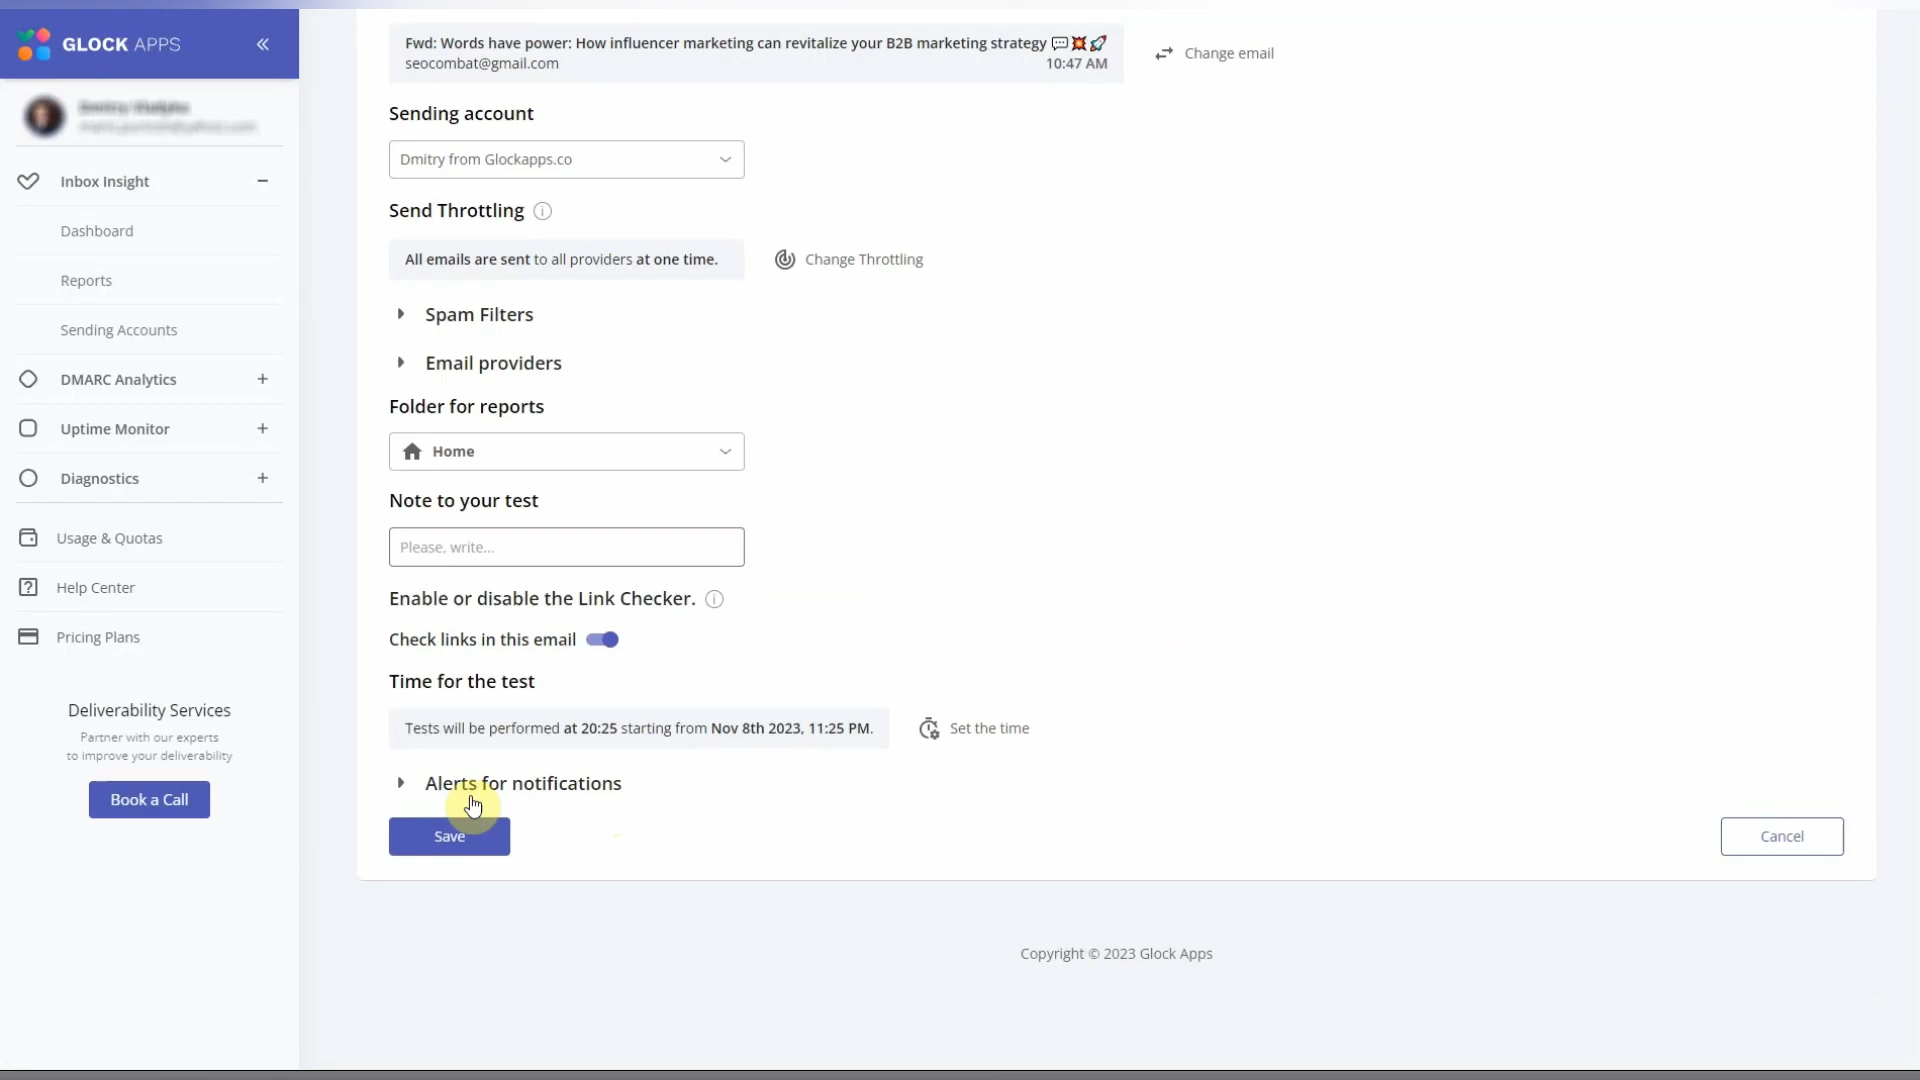 GLOCK APPS
Inbox Insight
Dashboard
Reports
Sending Accounts
DMARC Analytics
Uptime Monitor
Diagnostics
Usage & Quotas
Help Center
Pricing Plans
Deliverability Services
Partner with our experts
to improve your deliverability
Book a Call
Fwd: Words have power: How influencer marketing can revitalize your B2B marketing strategy 💬💥🚀
seocombat@gmail.com 10:47 AM
Change email
Sending account
Dmitry from Glockapps.co
Send Throttling
All emails are sent to all providers at one time.
Change Throttling
Spam Filters
Email providers
Folder for reports
Home
Note to your test
Please, write...
Enable or disable the Link Checker.
Check links in this email
Time for the test
Tests will be performed at 20:25 starting from Nov 8th 2023, 11:25 PM.
Set the time
Alerts for notifications
Save
Cancel
Copyright © 2023 Glock Apps